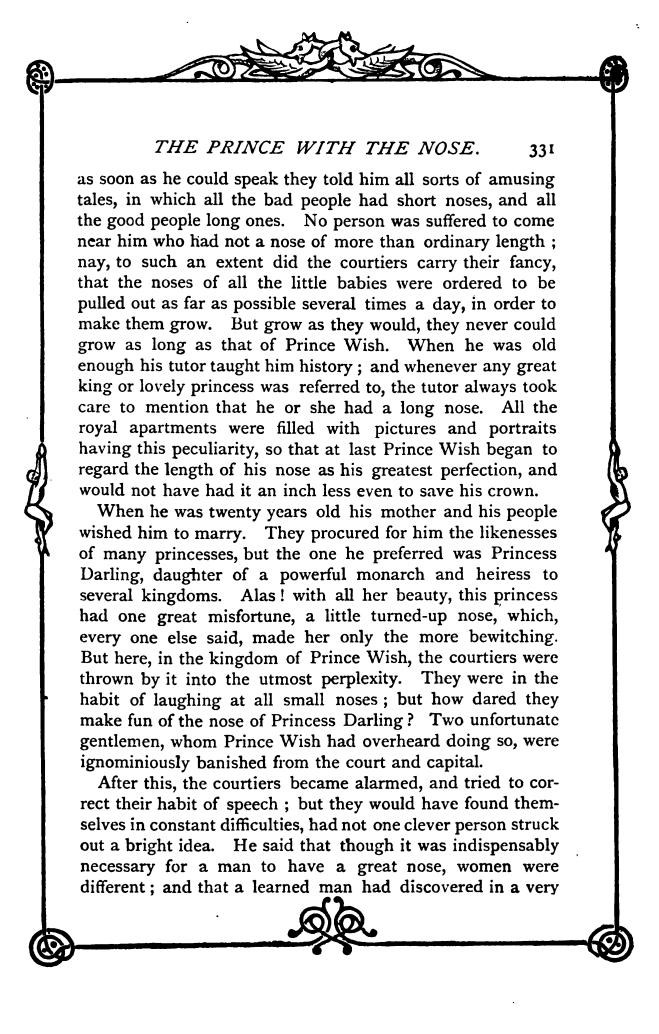 THE PRINCE WITH THE NOSE. 331
as soon as he could speak they told him all sorts of amusing
tales, in which all the bad people had short noses, and all
the good people long ones. No person was suffered to come
near him who had not a nose of more than ordinary length ;
nay, to such an extent did the courtiers carry their fancy,
that the noses of all the little babies were ordered to be
pulled out as far as possible several times a day, in order to
make them grow. But grow as they would, they never could
grow as long as that of Prince Wish. When he was old
enough his tutor taught him history ; and whenever any great
king or lovely princess was referred to, the tutor always took
care to mention that he or she had a long nose. All the
royal apartments were filled with pictures and portraits
having this peculiarity, so that at last Prince Wish began to
regard the length of his nose as his greatest perfection, and
would not have had it an inch less even to save his crown.
When he was twenty years old his mother and his people
wished him to marry. They procured for him the likenesses
of many princesses, but the one he preferred was Princess
Darling, daughter of a powerful monarch and heiress to
several kingdoms. Alas ! with all her beauty, this princess
had one great misfortune, a little turned-up nose, which,
every one else said, made her only the more bewitching.
But here, in the kingdom of Prince Wish, the courtiers were
thrown by it into the utmost perplexity. They were in the
habit of laughing at all small noses ; but how dared they
make fun of the nose of Princess Darling ? Two unfortunate
gentlemen, whom Prince Wish had overheard doing so, were
ignominiously banished from the court and capital.
After this, the courtiers became alarmed, and tried to cor-
rect their habit of speech ; but they would have found them-
selves in constant difficulties, had not one clever person struck
out a bright idea. He said that though it was indispensably
necessary for a man to have a great nose, women were
different ; and that a learned man had discovered in a very